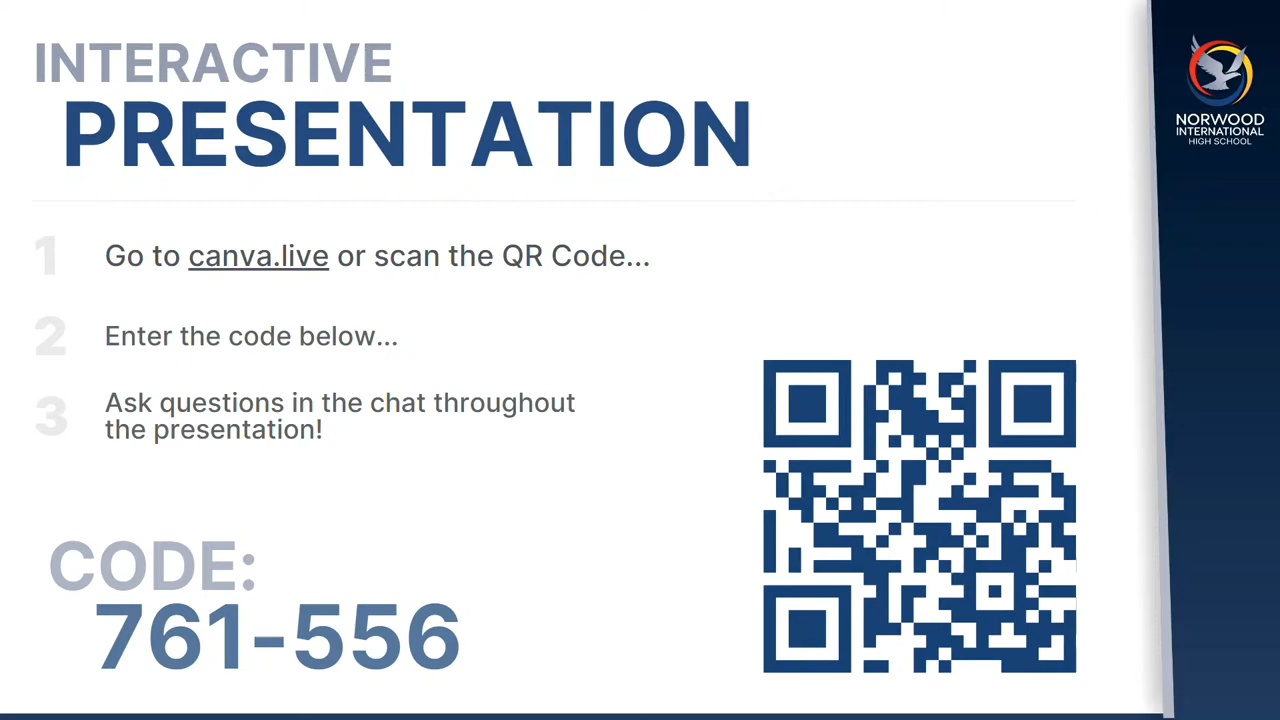 INTERACTIVE
PRESENTATION
1 Go to canva.live or scan the QR Code...
2 Enter the code below...
3 Ask questions in the chat throughout
the presentation!
CODE:
761-556
NORWOOD
INTERNATIONAL
HIGH SCHOOL